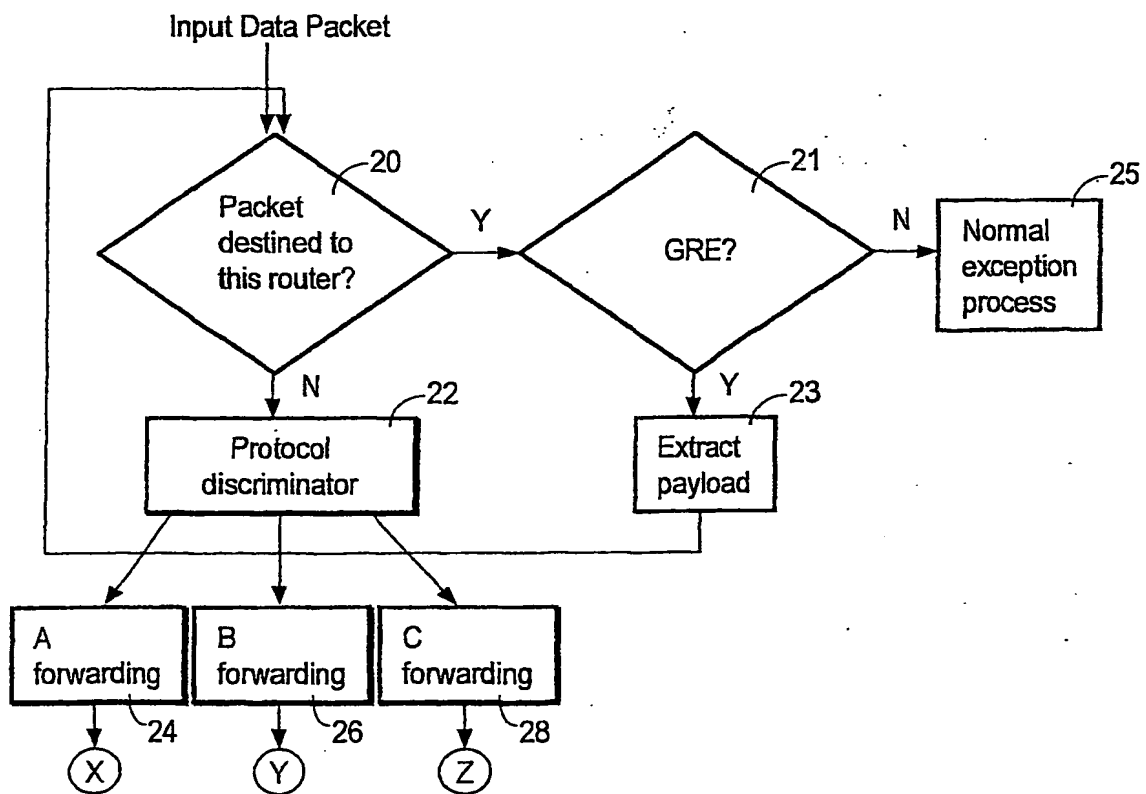 Input Data Packet
20
Packet
destined to
this router?
Y
21
GRE?
N
25
Normal
exception
process
N
22
Protocol
discriminator
Y
23
Extract
payload
A
forwarding
24
B
forwarding
26
C
forwarding
28
X
Y
Z